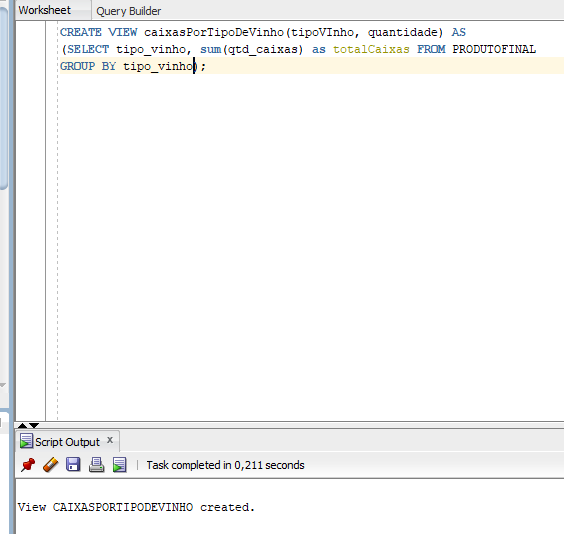 Worksheet Query Builder
CREATE VIEW caixasPorTipoDeVinho(tipoVInho, quantidade) AS
(SELECT tipo_vinho, sum(qtd_caixas) as totalCaixas FROM PRODUTOFINAL
GROUP BY tipo_vinho);
Script Output x
Task completed in 0,211 seconds
View CAIXASPORTIPODEVINHO created.